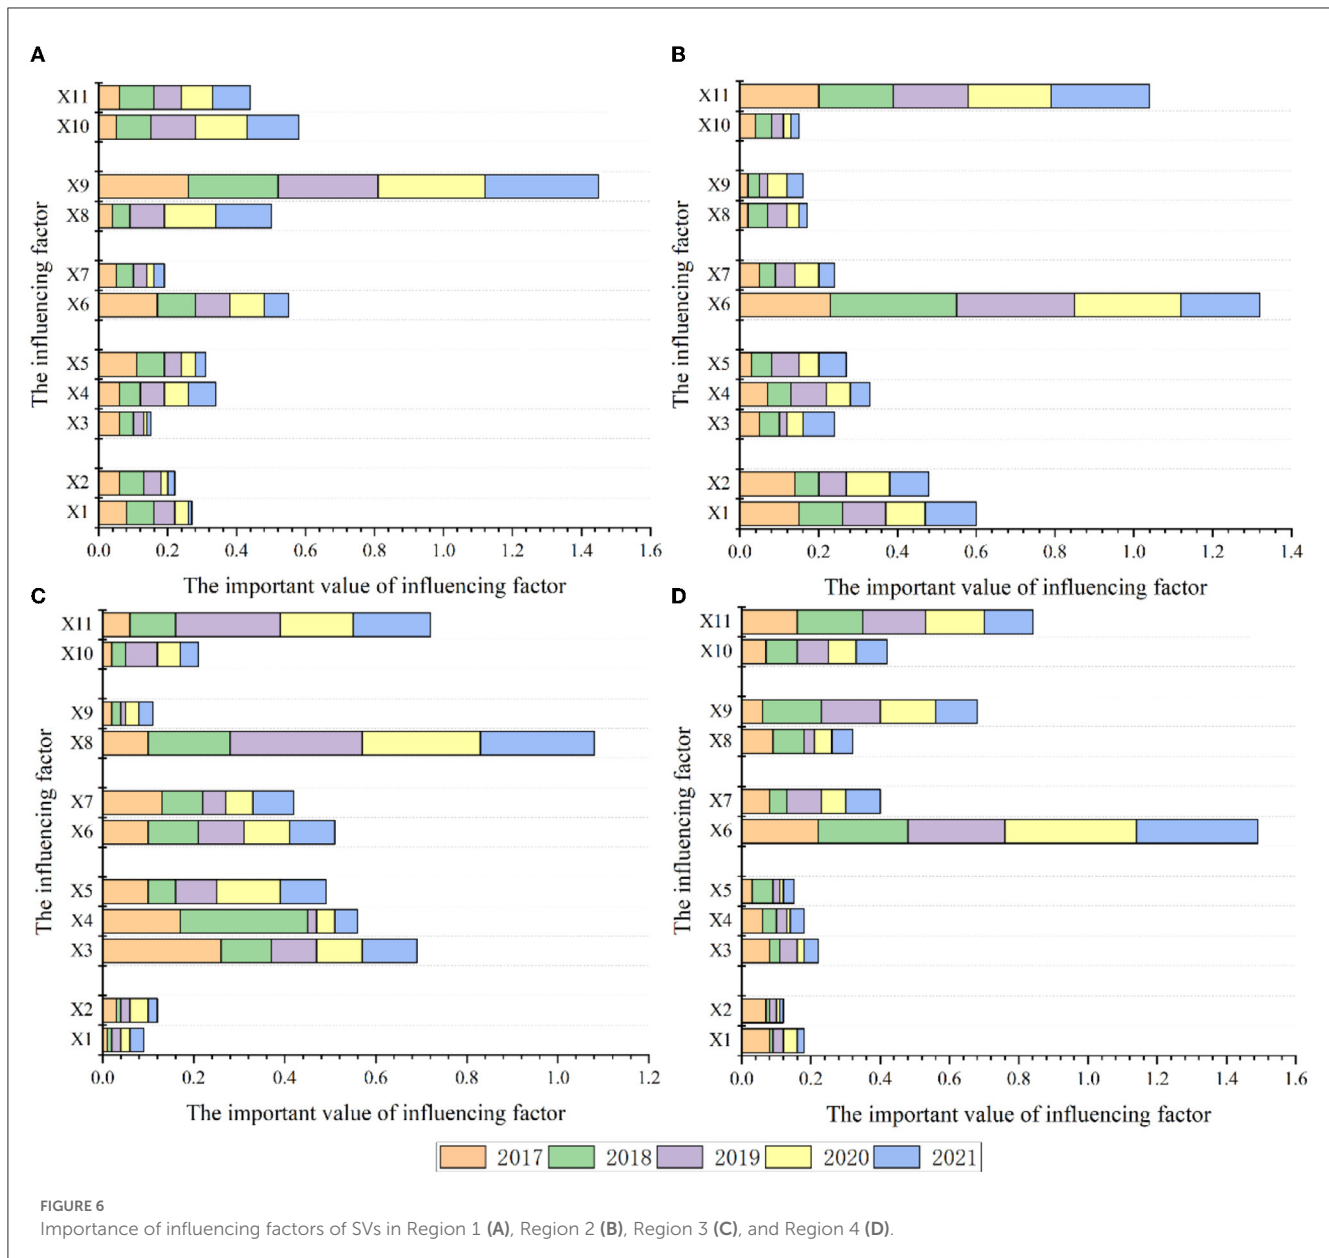 A
The influencing factor
X11
X10
X9
X8
X7
X6
X5
X4
X3
X2
X1
0.0 0.2 0.4 0.6 0.8 1.0 1.2 1.4 1.6
The important value of influencing factor
B
The influencing factor
X11
X10
X9
X8
X7
X6
X5
X4
X3
X2
X1
0.0 0.2 0.4 0.6 0.8 1.0 1.2 1.4
The important value of influencing factor
C
The influencing factor
X11
X10
X9
X8
X7
X6
X5
X4
X3
X2
X1
0.0 0.2 0.4 0.6 0.8 1.0 1.2
The important value of influencing factor
D
The influencing factor
X11
X10
X9
X8
X7
X6
X5
X4
X3
X2
X1
0.0 0.2 0.4 0.6 0.8 1.0 1.2 1.4 1.6
The important value of influencing factor
2017 2018 2019 2020 2021
FIGURE 6
Importance of influencing factors of SVs in Region 1 (A), Region 2 (B), Region 3 (C), and Region 4 (D).